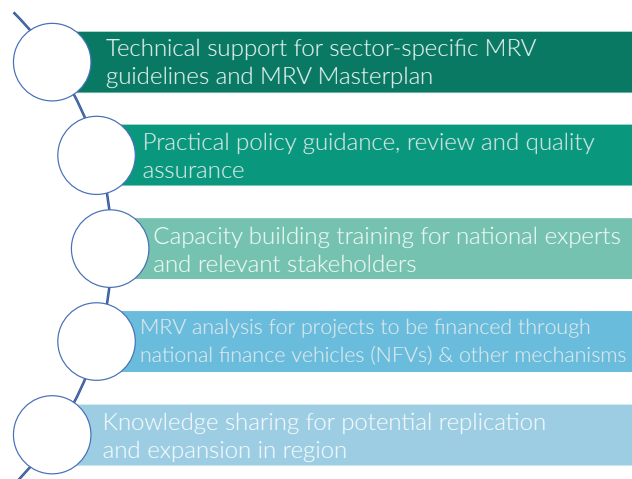 Technical support for sector-specific MRV
guidelines and MRV Masterplan
Practical policy guidance, review and quality
assurance
Capacity building training for national experts
and relevant stakeholders
MRV analysis for projects to be financed through
national finance vehicles (NFVs) & other mechanisms
Knowledge sharing for potential replication
and expansion in region